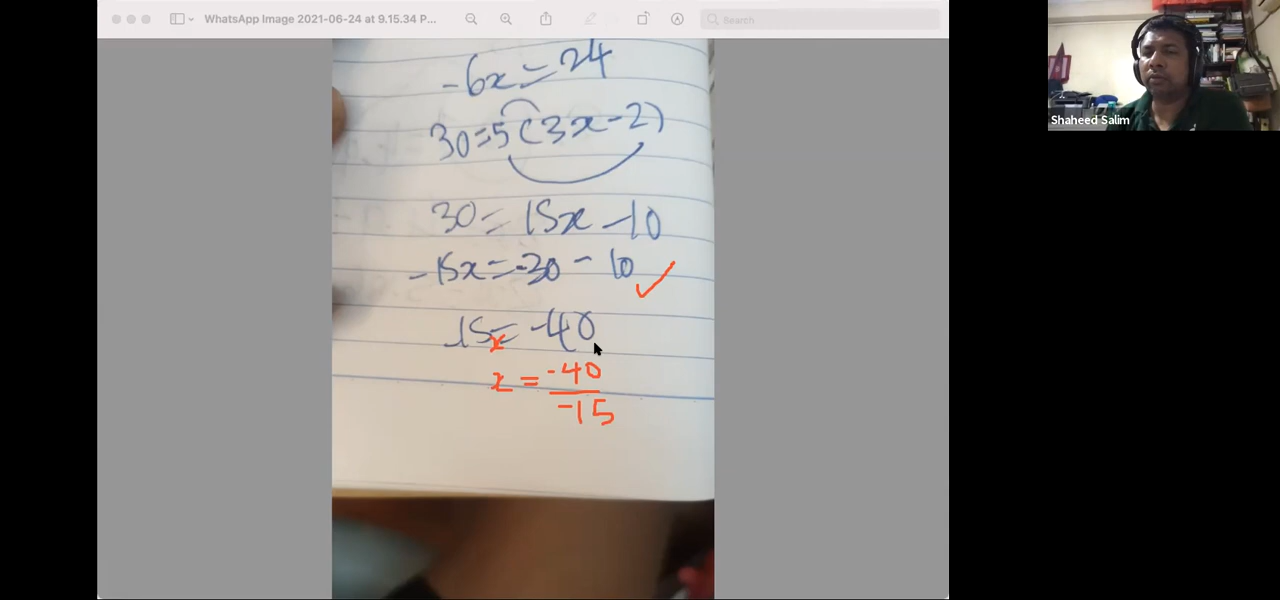 WhatsApp Image 2021-06-24 at 9.15.34 P...
Search
Shaheed Salim
-6x=24
30=5(3x-2)
30=15x-10
-15x=-30-10
-15x=-40
x=-40
-15